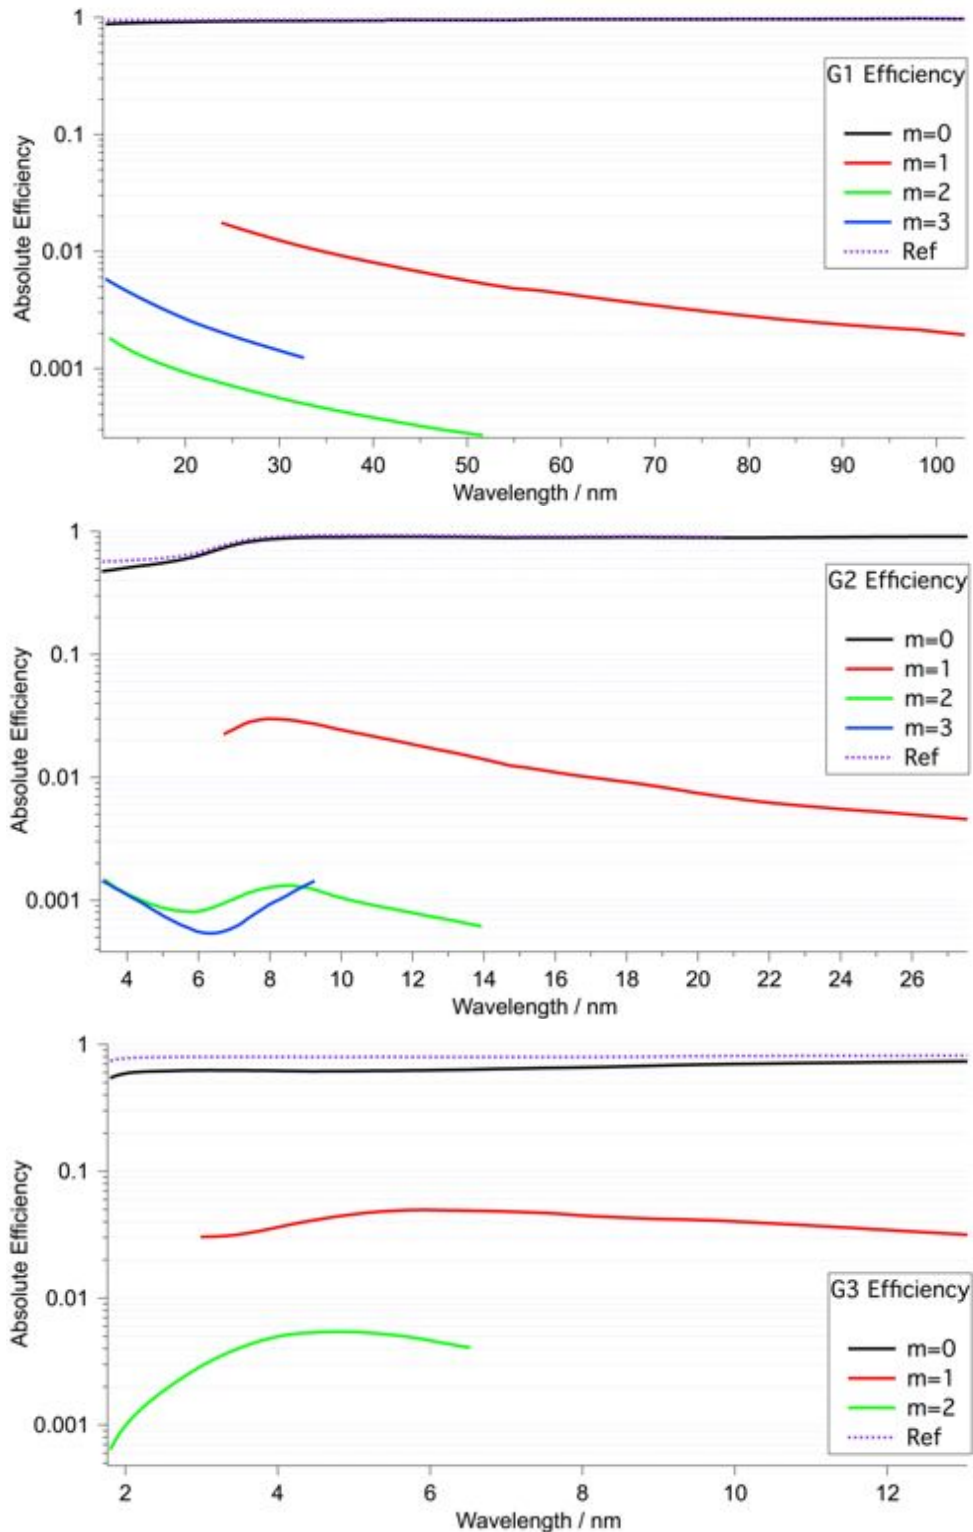 1
0.1
0.01
0.001
Absolute Efficiency
G1 Efficiency
m=0
m=1
m=2
m=3
Ref
20 30 40 50 60 70 80 90 100
Wavelength / nm
1
0.1
0.01
0.001
Absolute Efficiency
G2 Efficiency
m=0
m=1
m=2
m=3
Ref
4 6 8 10 12 14 16 18 20 22 24 26
Wavelength / nm
1
0.1
0.01
0.001
Absolute Efficiency
G3 Efficiency
m=0
m=1
m=2
Ref
2 4 6 8 10 12
Wavelength / nm